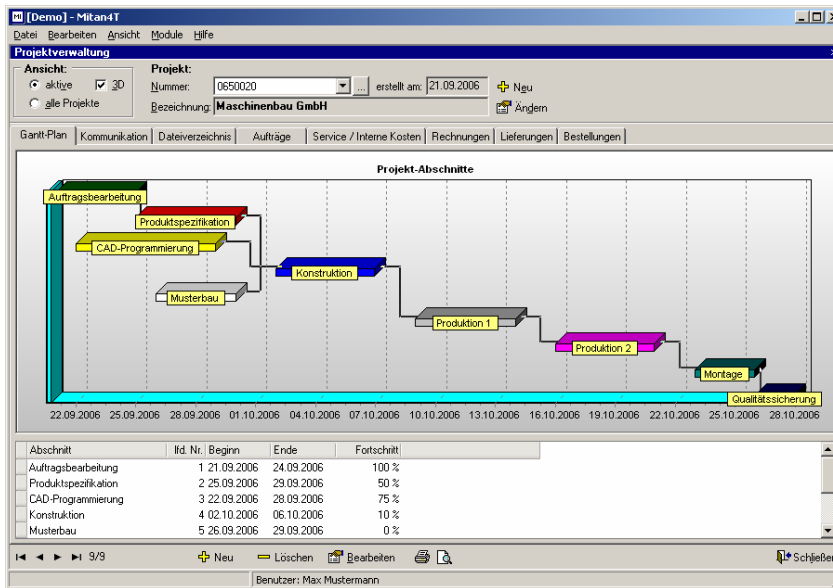 MI [Demo] - Mitan4T
Datei Bearbeiten Ansicht Module Hilfe
Projektverwaltung
Ansicht:
aktive 3D
alle Projekte
Projekt:
Nummer: 0650020 ... erstellt am: 21.09.2006 Neu
Bezeichnung: Maschinenbau GmbH Ändern
Gantt-Plan Kommunikation Dateiverzeichnis Aufträge Service / Interne Kosten Rechnungen Lieferungen Bestellungen
Projekt-Abschnitte
Auftragsbearbeitung
Produktspezifikation
CAD-Programmierung
Konstruktion
Musterbau
Produktion 1
Produktion 2
Montage
Qualitätssicherung
22.09.2006 25.09.2006 28.09.2006 01.10.2006 04.10.2006 07.10.2006 10.10.2006 13.10.2006 16.10.2006 19.10.2006 22.10.2006 25.10.2006 28.10.2006
Abschnitt lfd. Nr. Beginn Ende Fortschritt
Auftragsbearbeitung 1 21.09.2006 24.09.2006 100 %
Produktspezifikation 2 25.09.2006 29.09.2006 50 %
CAD-Programmierung 3 22.09.2006 28.09.2006 75 %
Konstruktion 4 02.10.2006 06.10.2006 10 %
Musterbau 5 26.09.2006 29.09.2006 0 %
9/9 Neu Löschen Bearbeiten Schließen
Benutzer: Max Mustermann